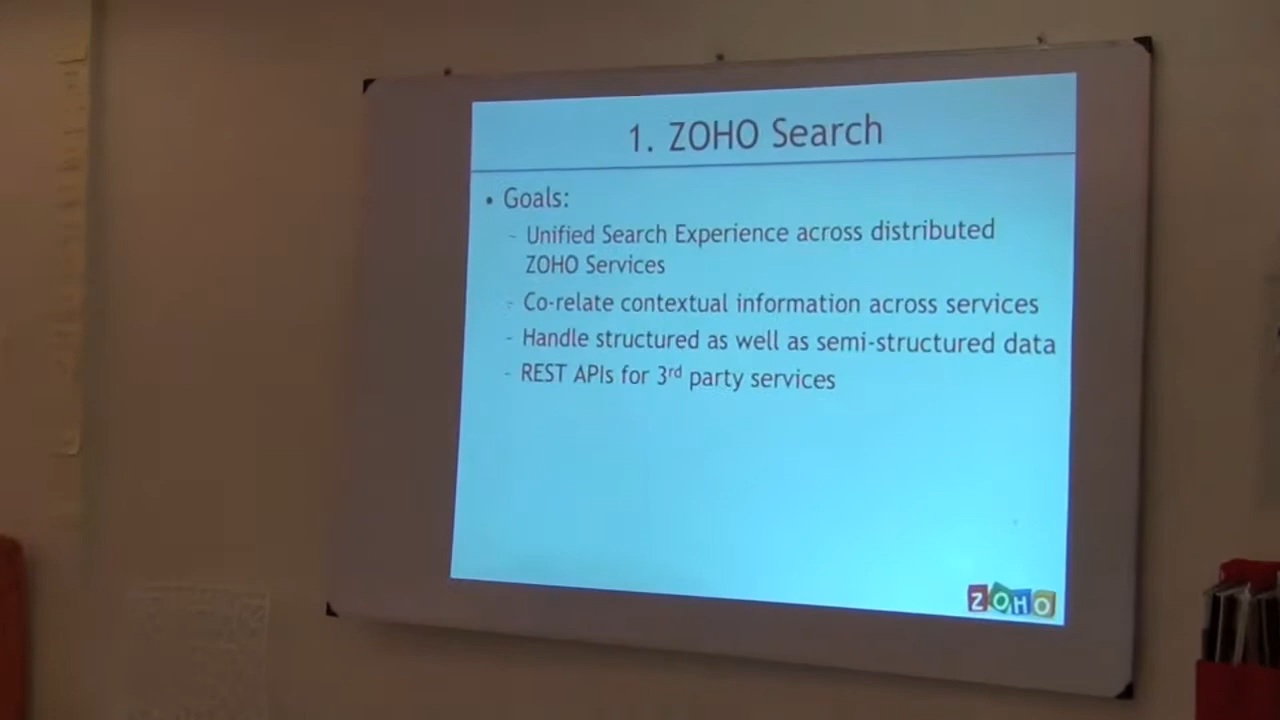 1. ZOHO Search
• Goals:
- Unified Search Experience across distributed
ZOHO Services
- Co-relate contextual information across services
- Handle structured as well as semi-structured data
- REST APIs for 3rd party services
ZOHO